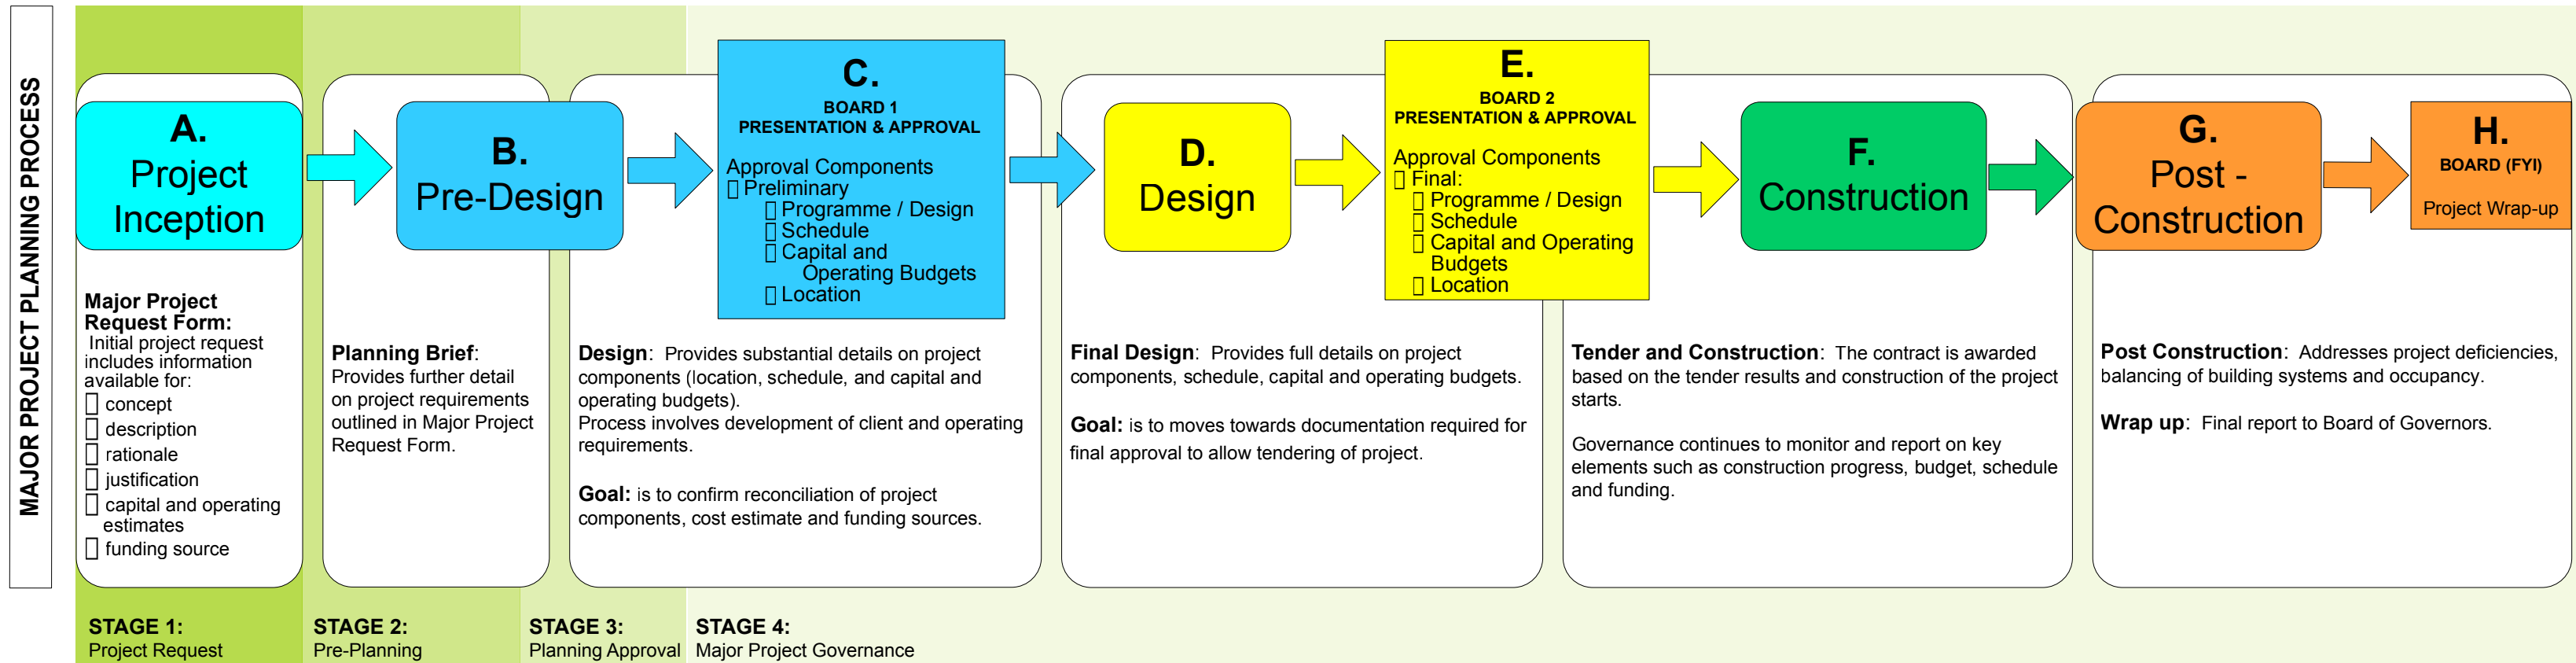 MAJOR PROJECT PLANNING PROCESS
A.
Project
Inception
Major Project
Request Form:
Initial project request
includes information
available for:
concept
description
rationale
justification
capital and operating
estimates
funding source
B.
Pre-Design
Planning Brief:
Provides further detail
on project requirements
outlined in Major Project
Request Form.
C.
BOARD 1
PRESENTATION & APPROVAL
Approval Components
Preliminary
Programme / Design
Schedule
Capital and
Operating Budgets
Location
Design: Provides substantial details on project
components (location, schedule, and capital and
operating budgets).
Process involves development of client and operating
requirements.
Goal: is to confirm reconciliation of project
components, cost estimate and funding sources.
D.
Design
Final Design: Provides full details on project
components, schedule, capital and operating budgets.
Goal: is to moves towards documentation required for
final approval to allow tendering of project.
E.
BOARD 2
PRESENTATION & APPROVAL
Approval Components
Final:
Programme / Design
Schedule
Capital and Operating
Budgets
Location
F.
Construction
Tender and Construction: The contract is awarded
based on the tender results and construction of the project
starts.
Governance continues to monitor and report on key
elements such as construction progress, budget, schedule
and funding.
G.
Post -
Construction
H.
BOARD (FYI)
Project Wrap-up
Post Construction: Addresses project deficiencies,
balancing of building systems and occupancy.
Wrap up: Final report to Board of Governors.
STAGE 1:
Project Request
STAGE 2:
Pre-Planning
STAGE 3:
Planning Approval
STAGE 4:
Major Project Governance